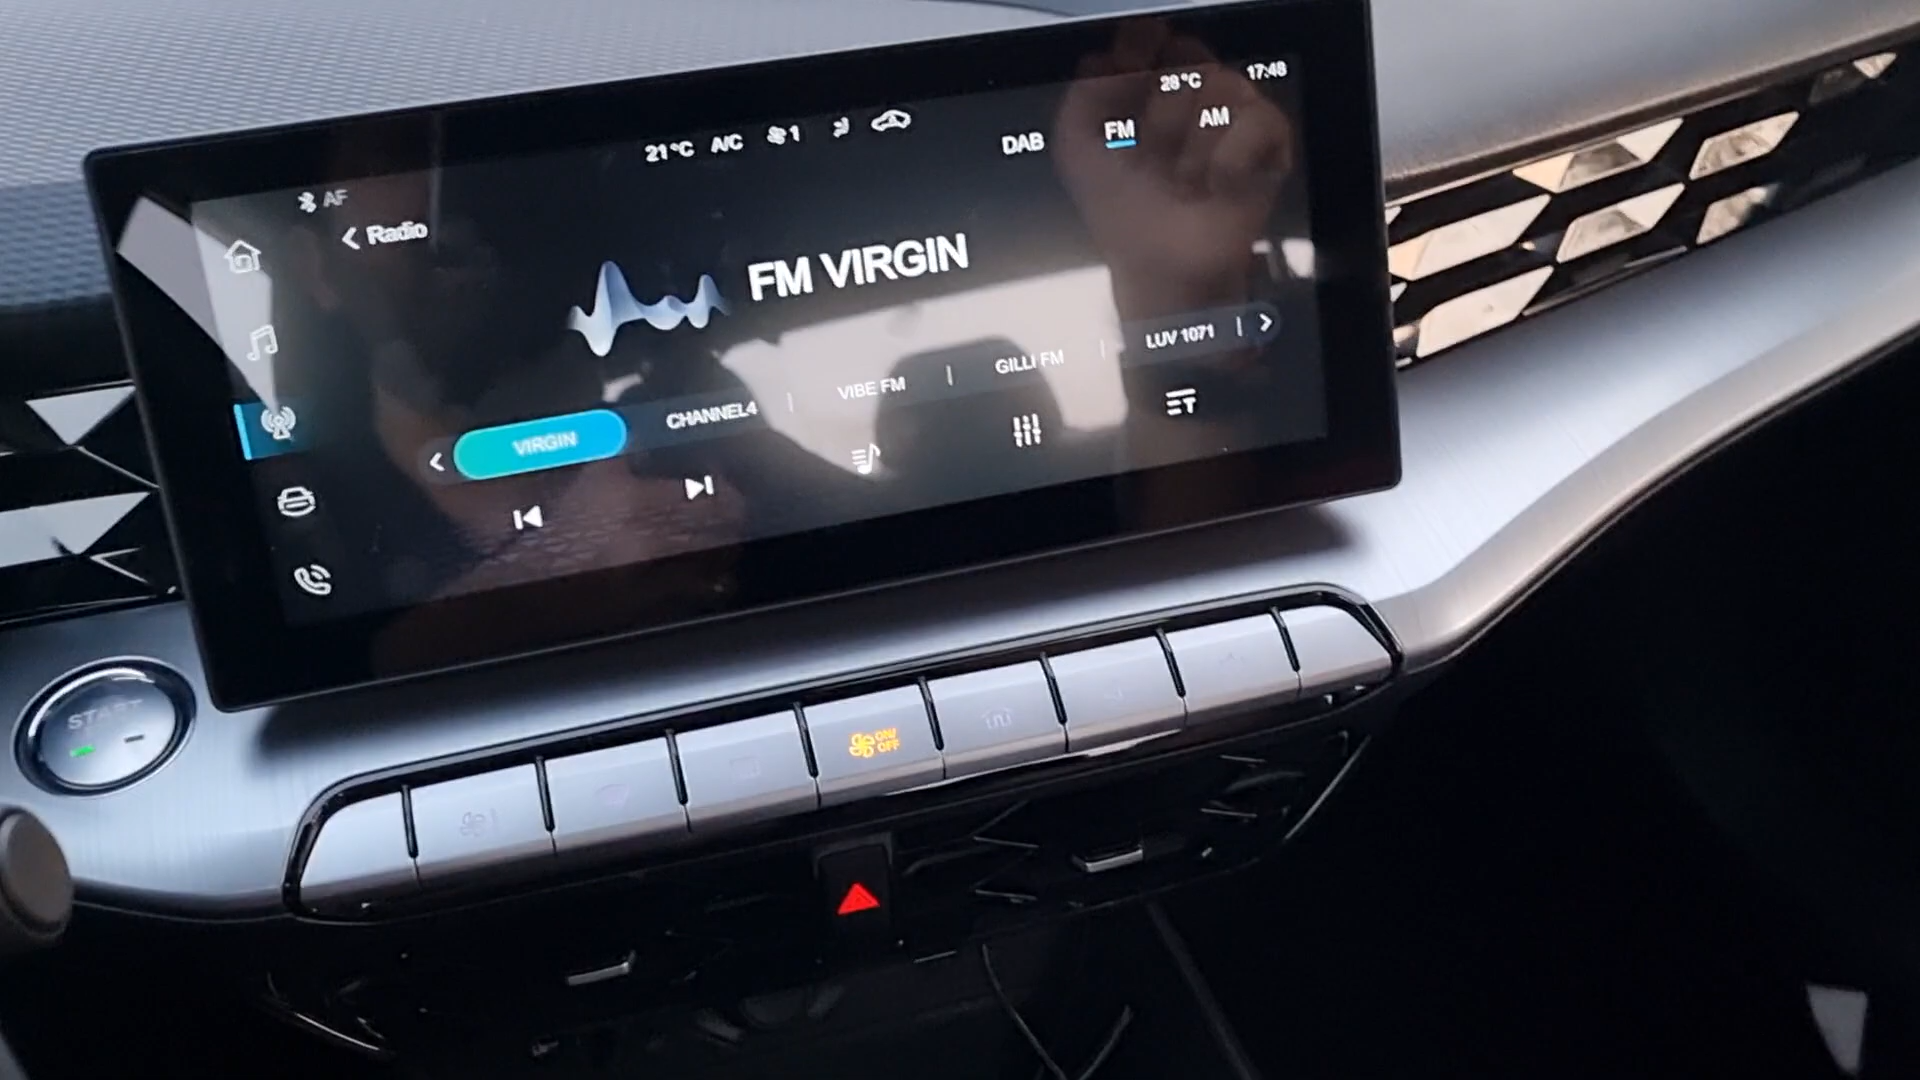 28°C 17:48
21°C A/C 1
DAB FM AM
AF
Radio
FM VIRGIN
VIRGIN CHANNEL4 VIBE FM GILLI FM LUV 1071
START
ON/
OFF